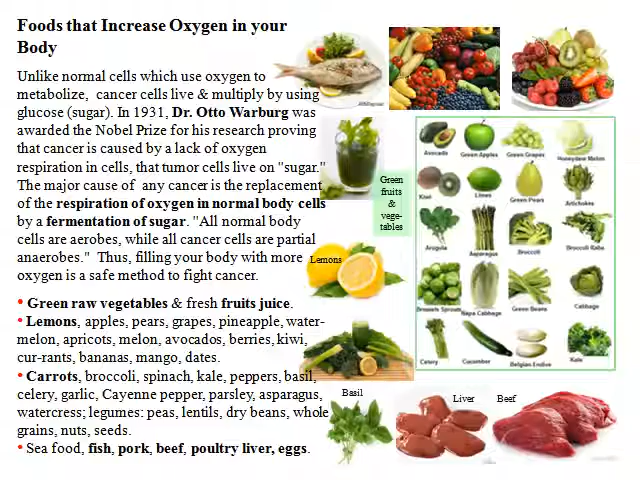 Foods that Increase Oxygen in your
Body
Unlike normal cells which use oxygen to
metabolize, cancer cells live & multiply by using
glucose (sugar). In 1931, Dr. Otto Warburg was
awarded the Nobel Prize for his research proving
that cancer is caused by a lack of oxygen
respiration in cells, that tumor cells live on "sugar."
The major cause of any cancer is the replacement
of the respiration of oxygen in normal body cells
by a fermentation of sugar. "All normal body
cells are aerobes, while all cancer cells are partial
anaerobes." Thus, filling your body with more
oxygen is a safe method to fight cancer.
• Green raw vegetables & fresh fruits juice.
• Lemons, apples, pears, grapes, pineapple, water-
melon, apricots, melon, avocados, berries, kiwi,
cur-rants, bananas, mango, dates.
• Carrots, broccoli, spinach, kale, peppers, basil,
celery, garlic, Cayenne pepper, parsley, asparagus,
watercress; legumes: peas, lentils, dry beans, whole
grains, nuts, seeds.
• Sea food, fish, pork, beef, poultry liver, eggs.
Green
fruits
&
vege-
tables
Lemons
Avocado
Green Apples
Green Grapes
Honeydew Melon
Kiwi
Limes
Green Pears
Artichokes
Arugula
Asparagus
Broccoli
Broccoli Rabe
Brussels Sprouts
Napa Cabbage
Green Beans
Cabbage
Celery
Cucumber
Belgian Endive
Kale
Basil
Liver
Beef